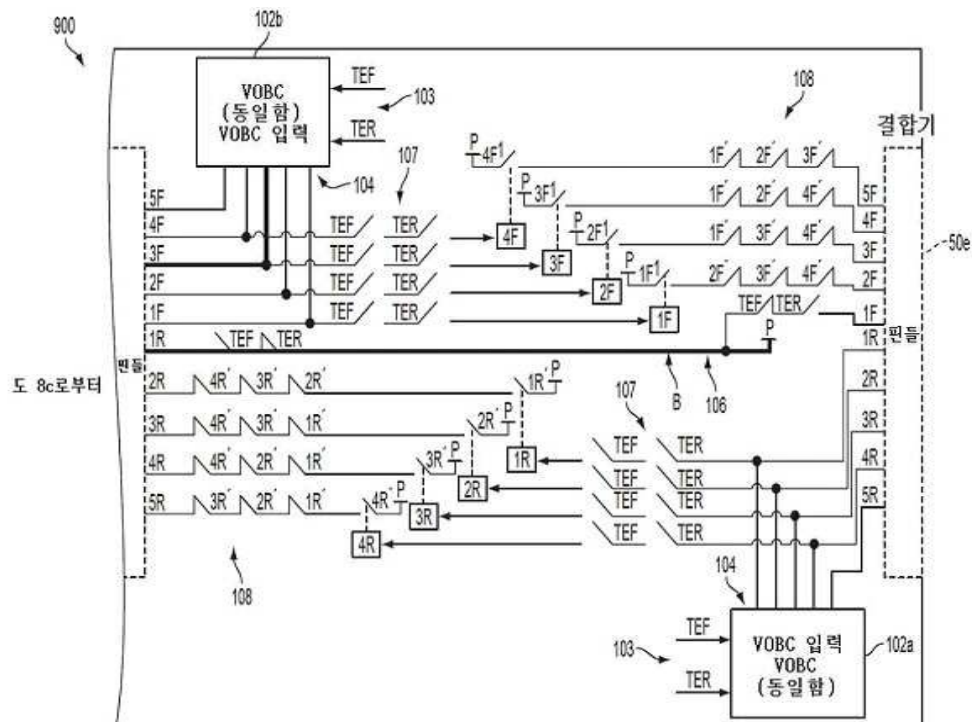 900
102b
VOBC
(동일함)
VOBC 입력
TEF
TER
103
104
107
108
결합기
50e
5F
4F
3F
2F
1F
1R
TEF TER
TEF TER
TEF TER
TEF TER
P 4F1 1F' 2F' 3F' 5F
P 3F1 1F' 2F' 4F' 4F
P 2F1 1F' 3F' 4F' 3F
P 1F1 2F' 3F' 4F' 2F
4F
3F
2F
1F
TEF TER 1F
TEF TER
P
B
106
핀들
핀들
도 8c로부터
2R 4R' 3R' 2R' 1R' P
3R 4R' 3R' 1R' 2R' P
4R 4R' 2R' 1R' 3R' P
5R 3R' 2R' 1R' 4R' P
1R
2R
3R
4R
107
TEF TER
TEF TER
TEF TER
TEF TER
1R
2R
3R
4R
5R
108
104
103
TEF
TER
VOBC 입력
VOBC
(동일함)
102a